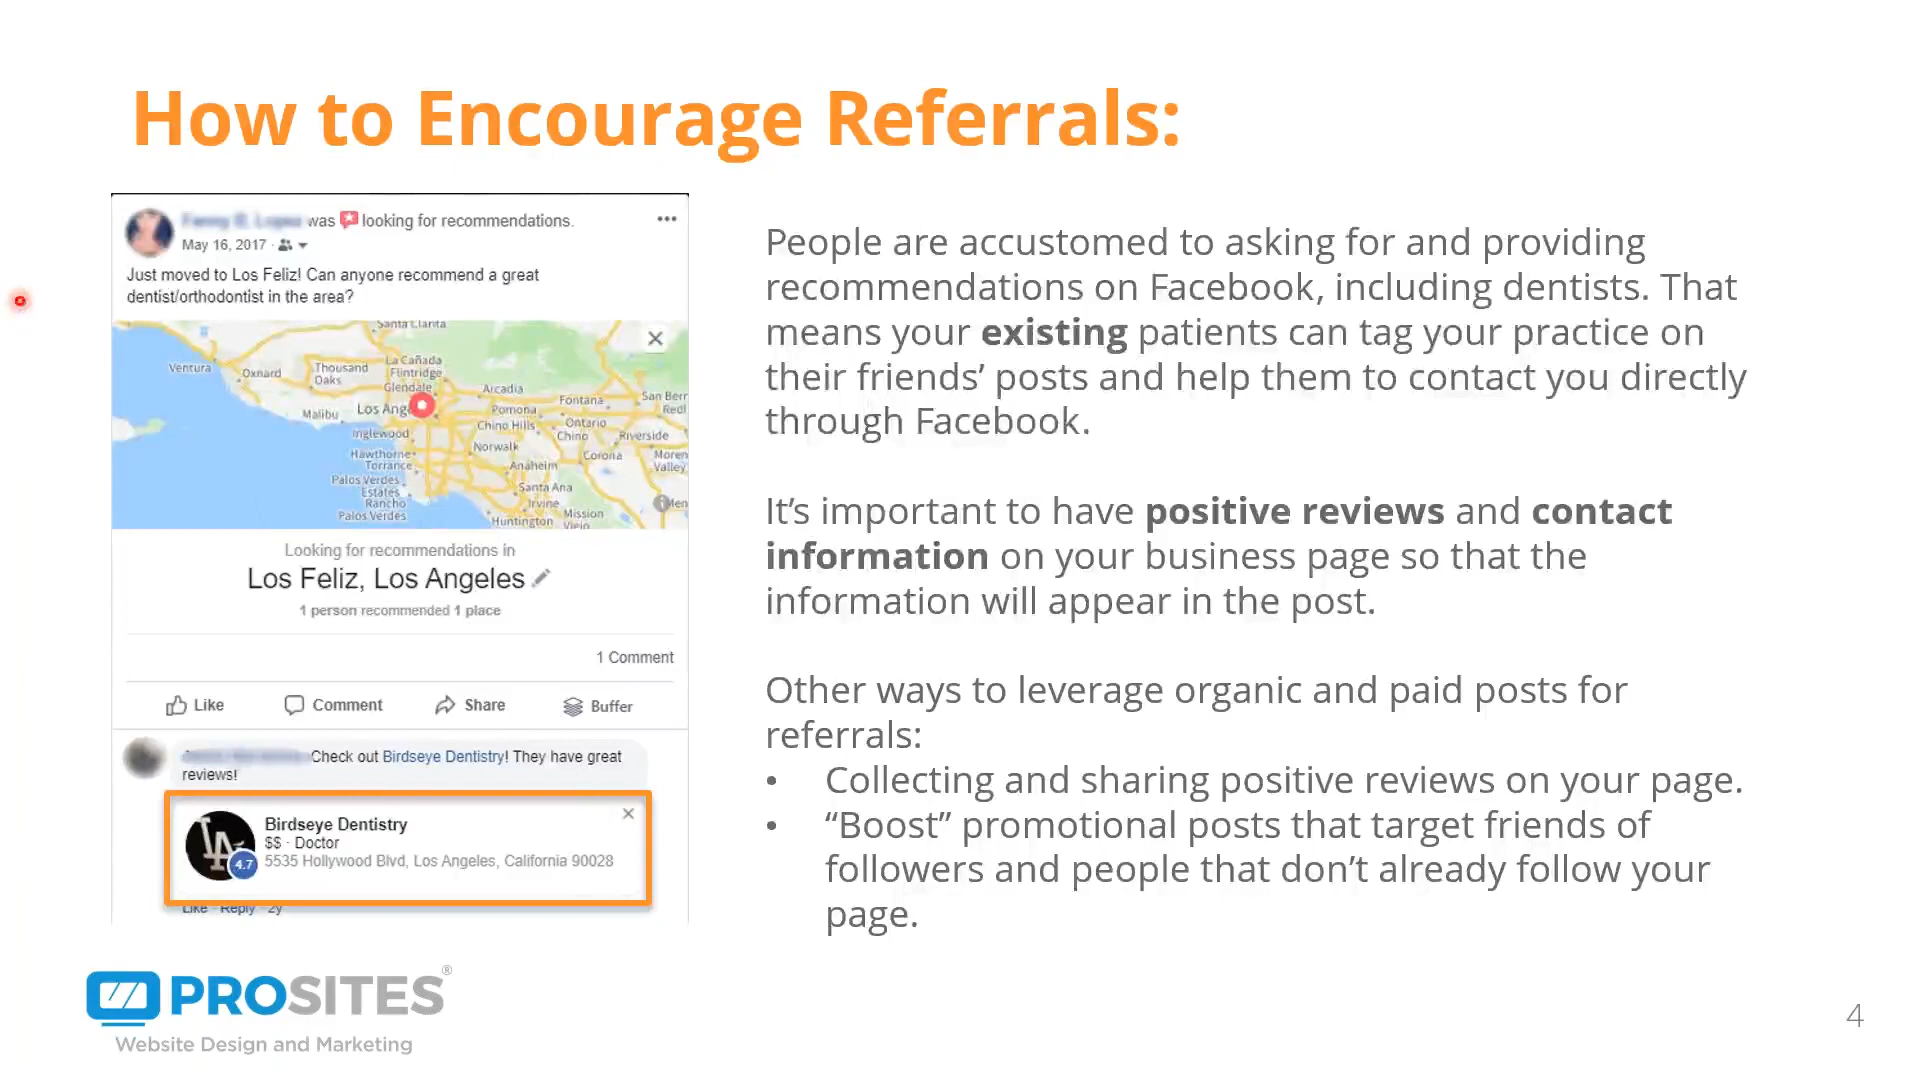 How to Encourage Referrals:
was looking for recommendations.
May 16, 2017
Just moved to Los Feliz! Can anyone recommend a great
dentist/orthodontist in the area?
Santa Clarita
Ventura
Oxnard
Thousand
Oaks
La Cañada
Flintridge
Glendale
Arcadia
Malibu
Los Ang
Pomona
Fontana
San Berr
Redl
Chino Hills
Ontario
Chino
Riverside
Inglewood
Norwalk
Corona
Moren
Valley
Hawthorne
Torrance
Anaheim
Palos Verdes
Estates
Santa Ana
Rancho
Palos Verdes
Irvine
Mission
Viejo
Huntington
Men
Looking for recommendations in
Los Feliz, Los Angeles
1 person recommended 1 place
1 Comment
Like Comment Share Buffer
Check out Birdseye Dentistry! They have great
reviews!
Birdseye Dentistry
$$ · Doctor
4.7
5535 Hollywood Blvd, Los Angeles, California 90028
Like · Reply · 2y
People are accustomed to asking for and providing
recommendations on Facebook, including dentists. That
means your existing patients can tag your practice on
their friends’ posts and help them to contact you directly
through Facebook.
It’s important to have positive reviews and contact
information on your business page so that the
information will appear in the post.
Other ways to leverage organic and paid posts for
referrals:
• Collecting and sharing positive reviews on your page.
• “Boost” promotional posts that target friends of
followers and people that don’t already follow your
page.
PROSITES®
Website Design and Marketing
4